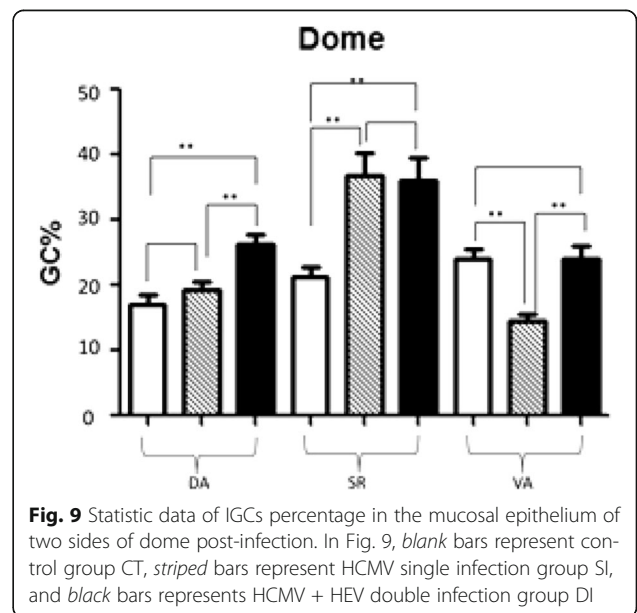 Dome
50
40
30
20
10
0
GC%
**
**
**
**
**
**
DA
SR
VA
Fig. 9 Statistic data of IGCs percentage in the mucosal epithelium of
two sides of dome post-infection. In Fig. 9, blank bars represent con-
trol group CT, striped bars represent HCMV single infection group SI,
and black bars represents HCMV + HEV double infection group DI